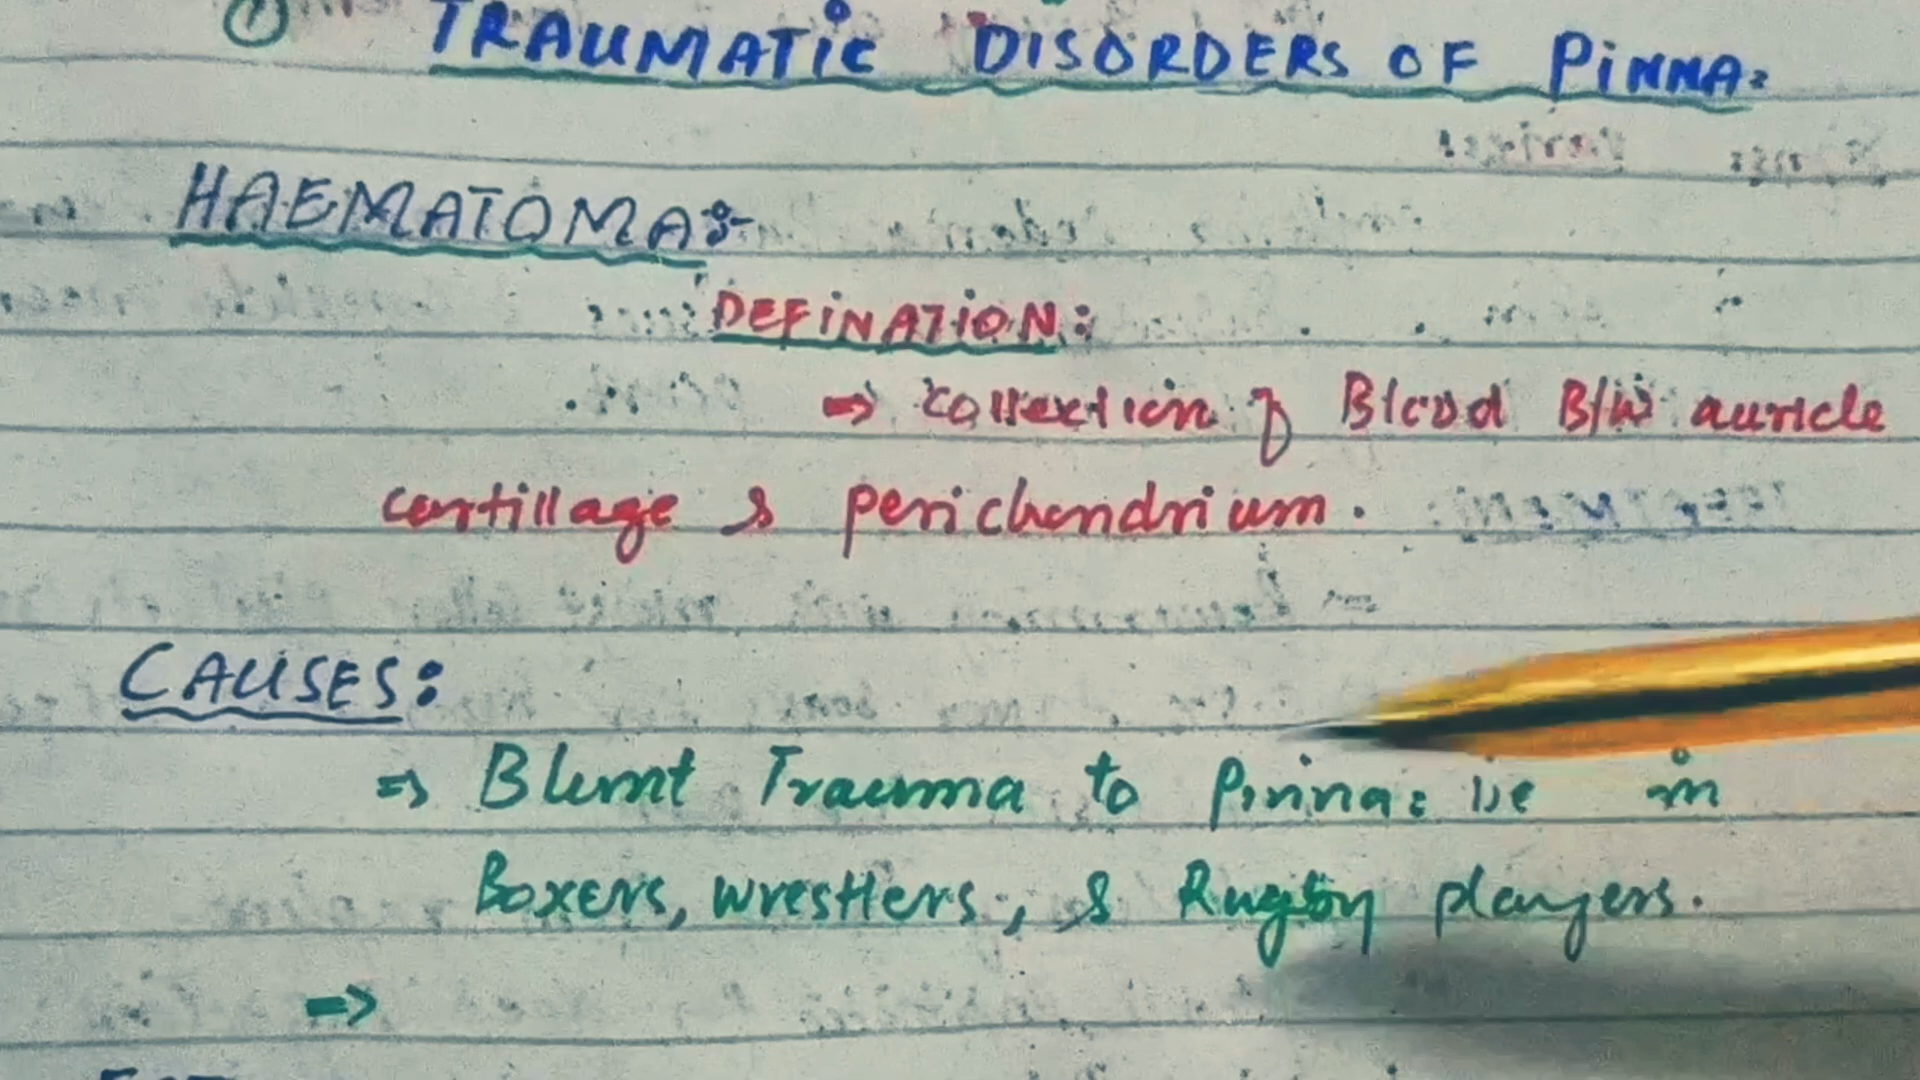 ① TRAUMATIC DISORDERS OF PINNA:
HAEMATOMA:-
DEFINATION:
⇒ collection of Blood B/W auricle
cartillage & perichondrium.
CAUSES:
⇒ Blunt Trauma to Pinna: ie in
Boxers, wrestlers, & Rugby players.
⇒